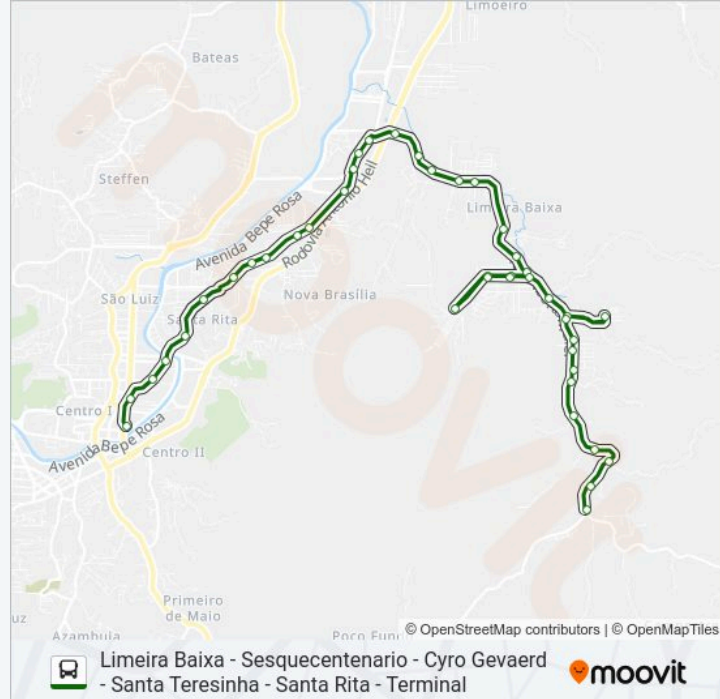 Limoeiro
Bateas
Steffen
Avenida Bepe Rosa
Rodovia Antônio Heil
Limeira Baixa
São Luiz
Nova Brasília
Santa Rita
Centro I
Avenida Bepe Rosa
Centro II
Primeiro
de Maio
Azambuja
© OpenStreetMap contributors | © OpenMapTiles
Limeira Baixa - Sesquecentenario - Cyro Gevaerd
- Santa Teresinha - Santa Rita - Terminal
moovit